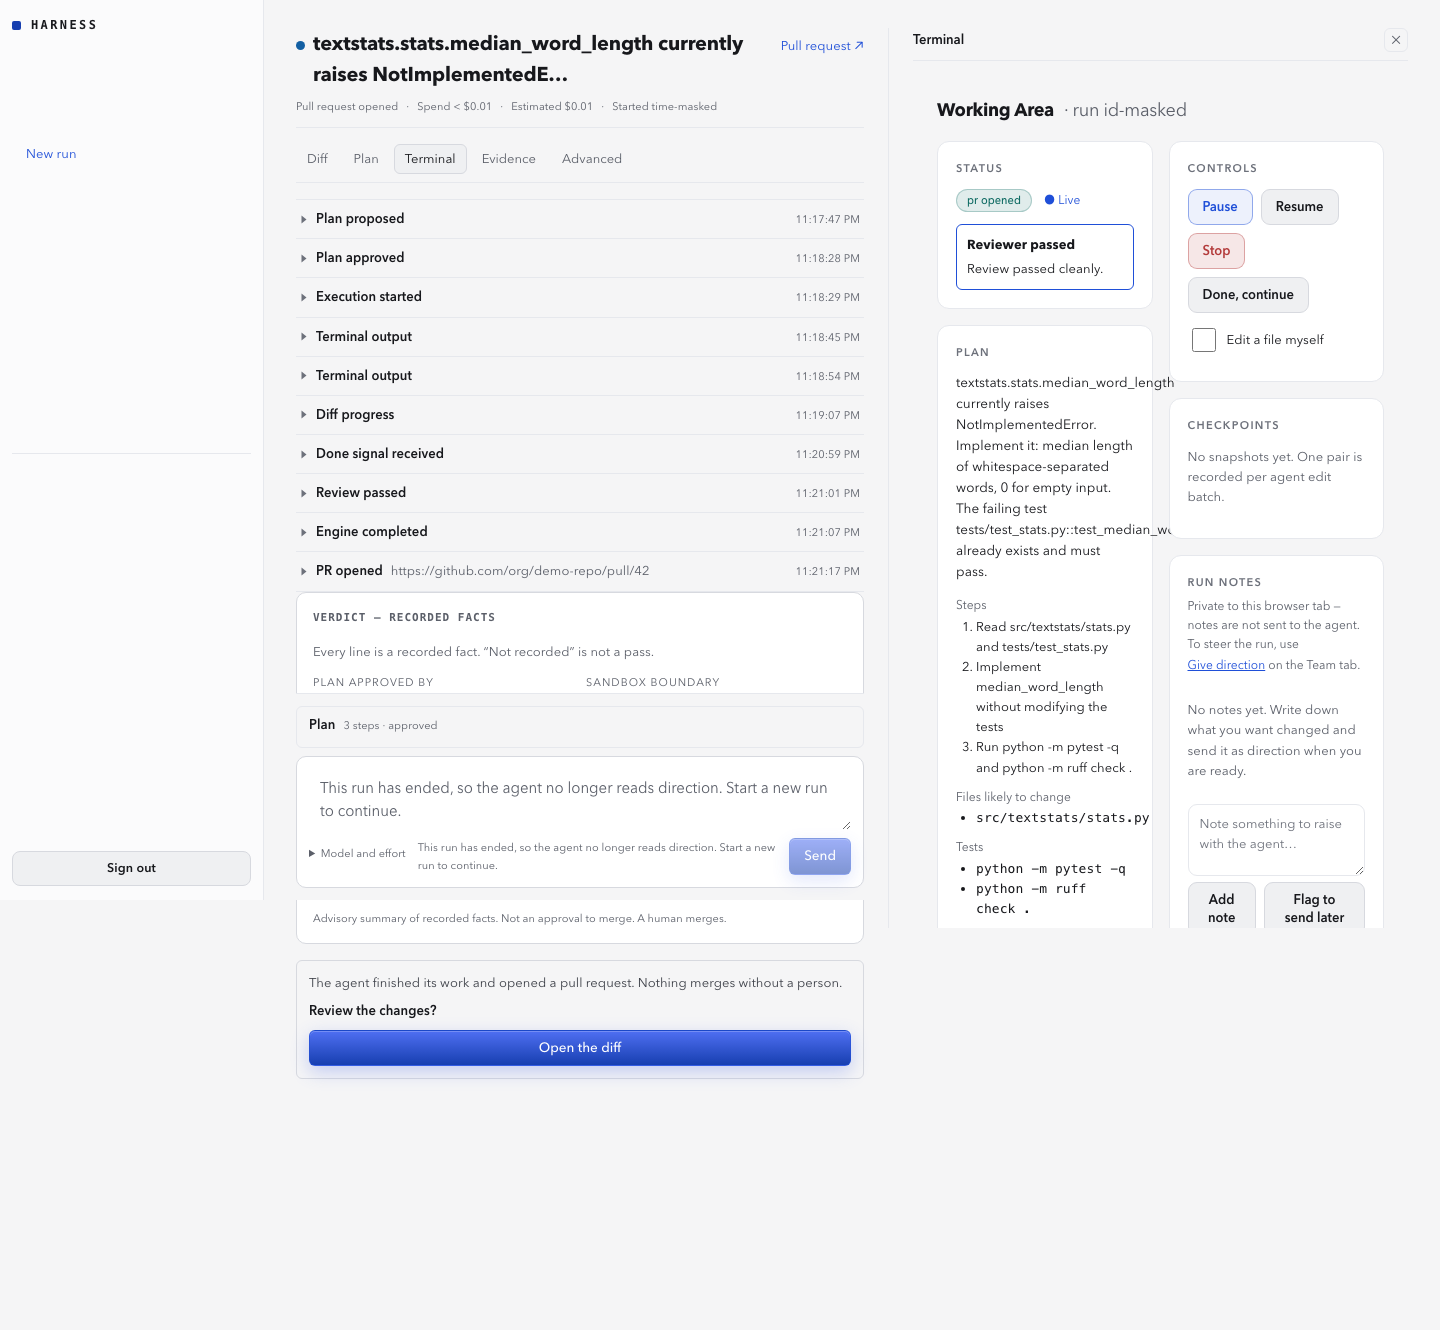 HARNESS
New run
Sign out
textstats.stats.median_word_length currently
raises NotImplementedE…
Pull request ↗
Pull request opened · Spend < $0.01 · Estimated $0.01 · Started time-masked
Diff
Plan
Terminal
Evidence
Advanced
Plan proposed 11:17:47 PM
Plan approved 11:18:28 PM
Execution started 11:18:29 PM
Terminal output 11:18:45 PM
Terminal output 11:18:54 PM
Diff progress 11:19:07 PM
Done signal received 11:20:59 PM
Review passed 11:21:01 PM
Engine completed 11:21:07 PM
PR opened https://github.com/org/demo-repo/pull/42 11:21:17 PM
VERDICT — RECORDED FACTS
Every line is a recorded fact. “Not recorded” is not a pass.
PLAN APPROVED BY
SANDBOX BOUNDARY
Plan 3 steps · approved
This run has ended, so the agent no longer reads direction. Start a new run
to continue.
Model and effort
This run has ended, so the agent no longer reads direction. Start a new
run to continue.
Send
Advisory summary of recorded facts. Not an approval to merge. A human merges.
The agent finished its work and opened a pull request. Nothing merges without a person.
Review the changes?
Open the diff
Terminal
Working Area · run id-masked
STATUS
pr opened
Live
Reviewer passed
Review passed cleanly.
PLAN
textstats.stats.median_word_length
currently raises
NotImplementedError.
Implement it: median length
of whitespace-separated
words, 0 for empty input.
The failing test
tests/test_stats.py::test_median_wo
already exists and must
pass.
Steps
1. Read src/textstats/stats.py
and tests/test_stats.py
2. Implement
median_word_length
without modifying the
tests
3. Run python -m pytest -q
and python -m ruff check .
Files likely to change
• src/textstats/stats.py
Tests
• python -m pytest -q
• python -m ruff
check .
CONTROLS
Pause
Resume
Stop
Done, continue
Edit a file myself
CHECKPOINTS
No snapshots yet. One pair is
recorded per agent edit
batch.
RUN NOTES
Private to this browser tab —
notes are not sent to the agent.
To steer the run, use
Give direction on the Team tab.
No notes yet. Write down
what you want changed and
send it as direction when you
are ready.
Note something to raise
with the agent…
Add
note
Flag to
send later